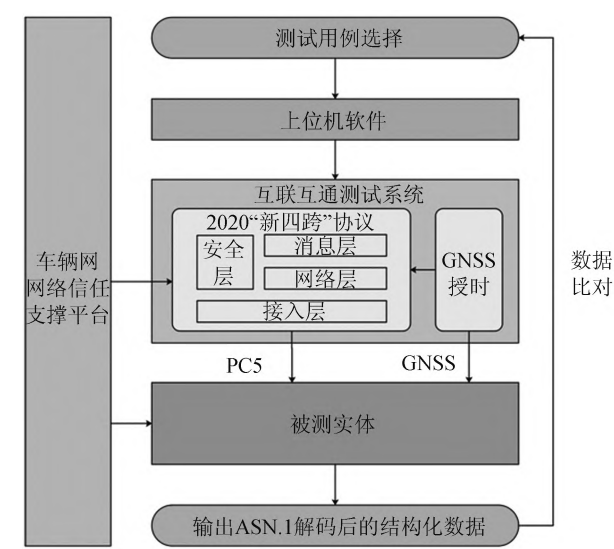 测试用例选择
上位机软件
互联互通测试系统
2020“新四跨”协议
安全
层
消息层
网络层
接入层
GNSS
授时
车辆网
网络信任
支撑平台
数据
比对
PC5
GNSS
被测实体
输出ASN.1解码后的结构化数据